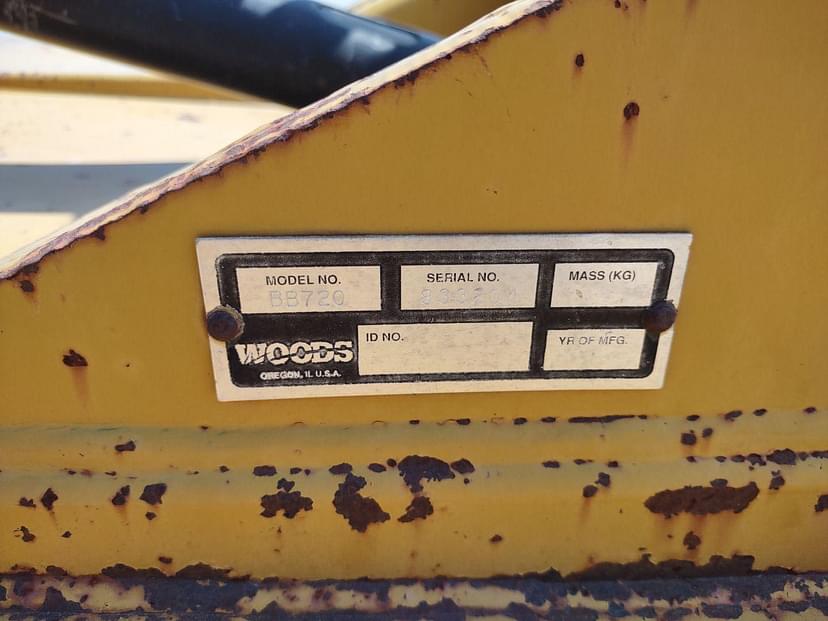 MODEL NO. SERIAL NO. MASS (KG)
BB720
ID NO. YR OF MFG.
WOODS
OREGON, IL U.S.A.